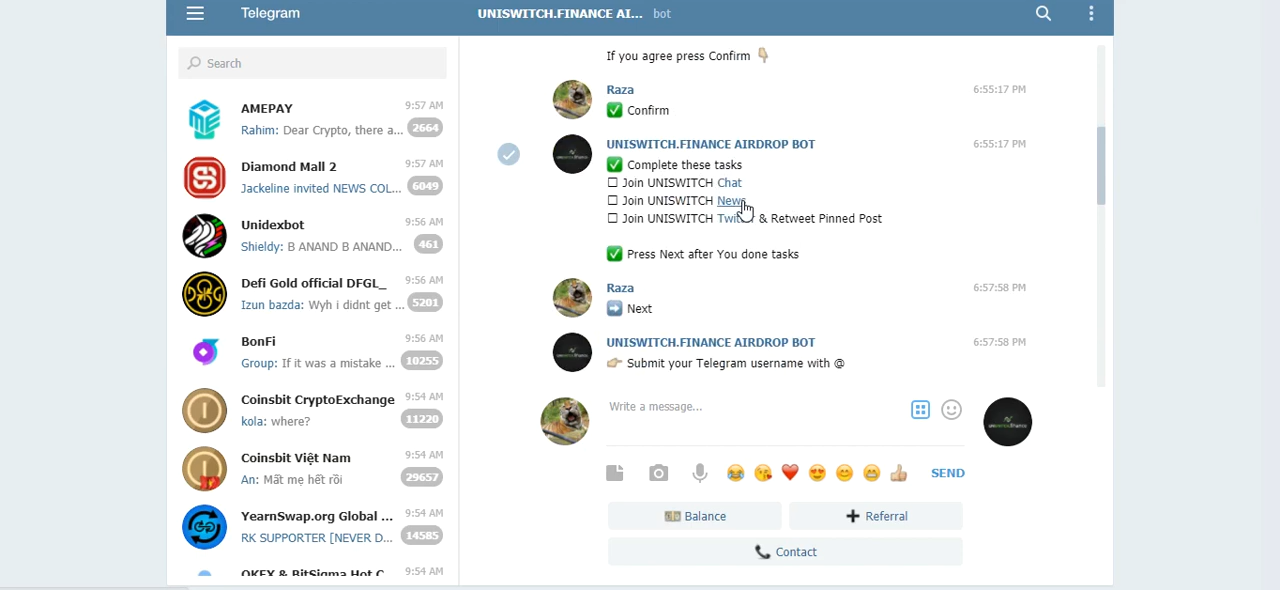 Telegram
UNISWITCH.FINANCE AI... bot
Search
AMEPAY 9:57 AM
Rahim: Dear Crypto, there a... 2664
Diamond Mall 2 9:57 AM
Jackeline invited NEWS COL... 6049
Unidexbot 9:56 AM
Shieldy: B ANAND B ANAND... 461
Defi Gold official DFGL_ 9:56 AM
Izun bazda: Wyh i didnt get ... 5201
BonFi 9:56 AM
Group: If it was a mistake ... 10255
Coinsbit CryptoExchange 9:54 AM
kola: where? 11220
Coinsbit Việt Nam 9:54 AM
An: Mất mẹ hết rồi 29657
YearnSwap.org Global ... 9:54 AM
RK SUPPORTER [NEVER D... 14585
OKEX & BitSigma Hot C 9:54 AM
If you agree press Confirm 👇🏼
Raza 6:55:17 PM
✅ Confirm
UNISWITCH.FINANCE AIRDROP BOT 6:55:17 PM
✅ Complete these tasks
☐ Join UNISWITCH Chat
☐ Join UNISWITCH News
☐ Join UNISWITCH Twitter & Retweet Pinned Post
✅ Press Next after You done tasks
Raza 6:57:58 PM
➡️ Next
UNISWITCH.FINANCE AIRDROP BOT 6:57:58 PM
👉🏼 Submit your Telegram username with @
Write a message...
😂 😘 ❤️ 😍 😊 😁 👍🏼 SEND
💵 Balance
➕ Referral
📞 Contact